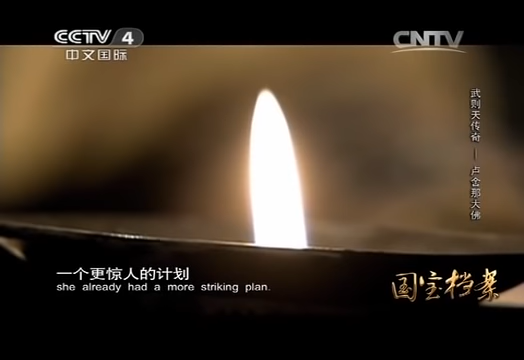 CCTV 4
中文国际
CNTV
武则天传奇——卢舍那大佛
一个更惊人的计划
she already had a more striking plan.
国宝档案